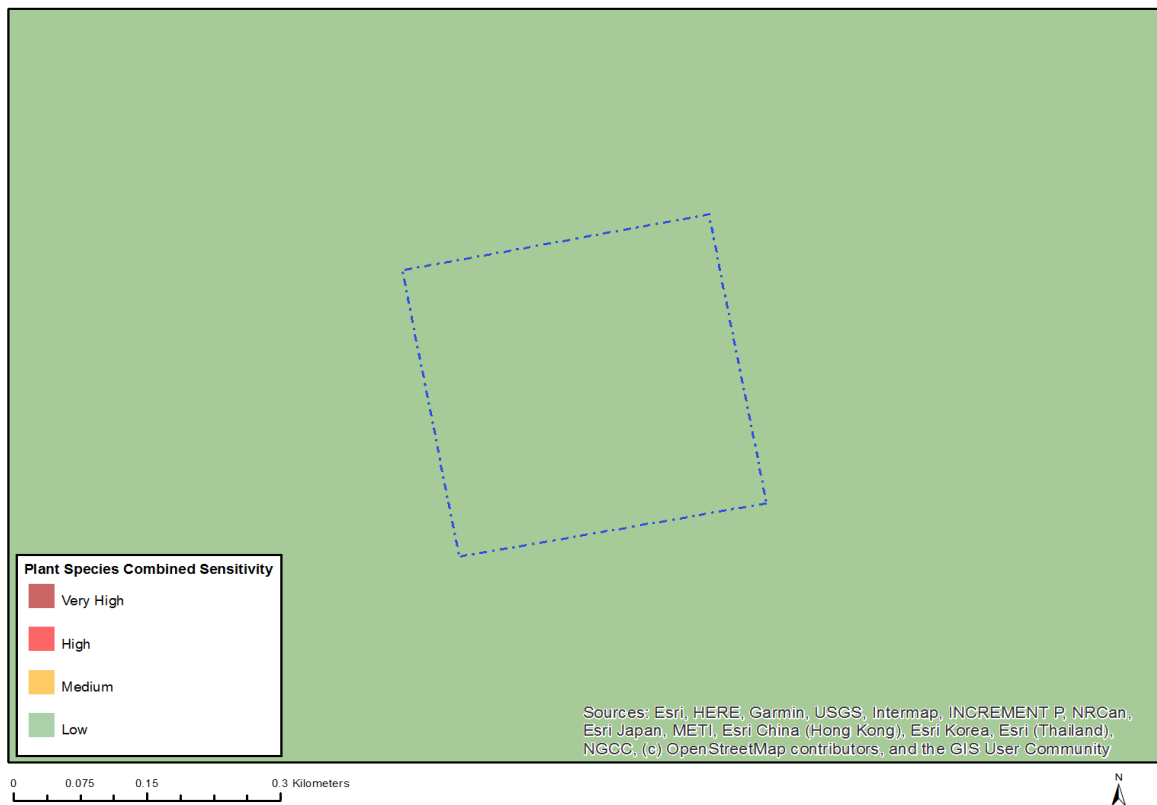 Plant Species Combined Sensitivity
Very High
High
Medium
Low
Sources: Esri, HERE, Garmin, USGS, Intermap, INCREMENT P, NRCan,
Esri Japan, METI, Esri China (Hong Kong), Esri Korea, Esri (Thailand),
NGCC, (c) OpenStreetMap contributors, and the GIS User Community
0 0.075 0.15 0.3 Kilometers
N